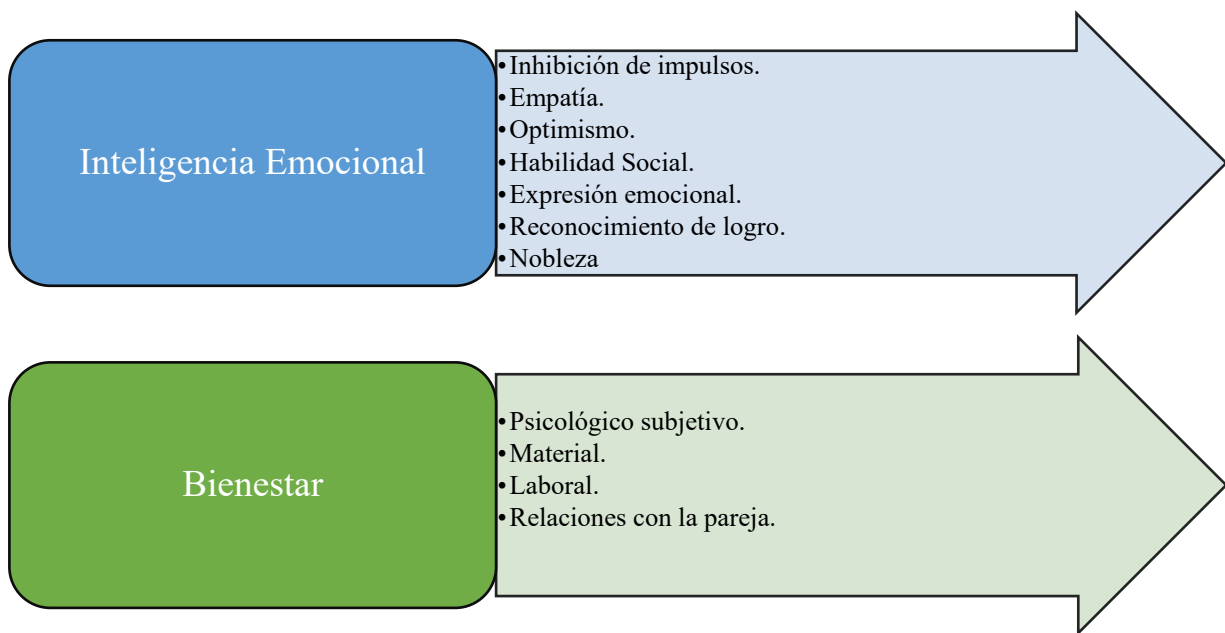 Inteligencia Emocional
•Inhibición de impulsos.
•Empatía.
•Optimismo.
•Habilidad Social.
•Expresión emocional.
•Reconocimiento de logro.
•Nobleza
Bienestar
•Psicológico subjetivo.
•Material.
•Laboral.
•Relaciones con la pareja.